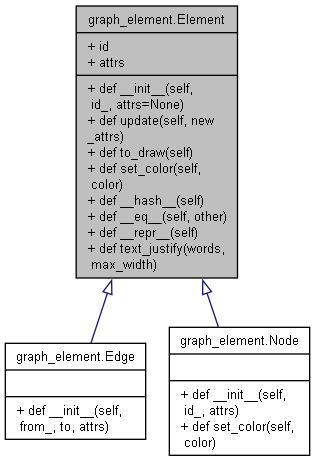 graph_element.Element
+ id
+ attrs
+ def __init__(self,
id_, attrs=None)
+ def update(self, new
_attrs)
+ def to_draw(self)
+ def set_color(self,
color)
+ def __hash__(self)
+ def __eq__(self, other)
+ def __repr__(self)
+ def text_justify(words,
max_width)
graph_element.Edge
+ def __init__(self,
from_, to, attrs)
graph_element.Node
+ def __init__(self,
id_, attrs)
+ def set_color(self,
color)